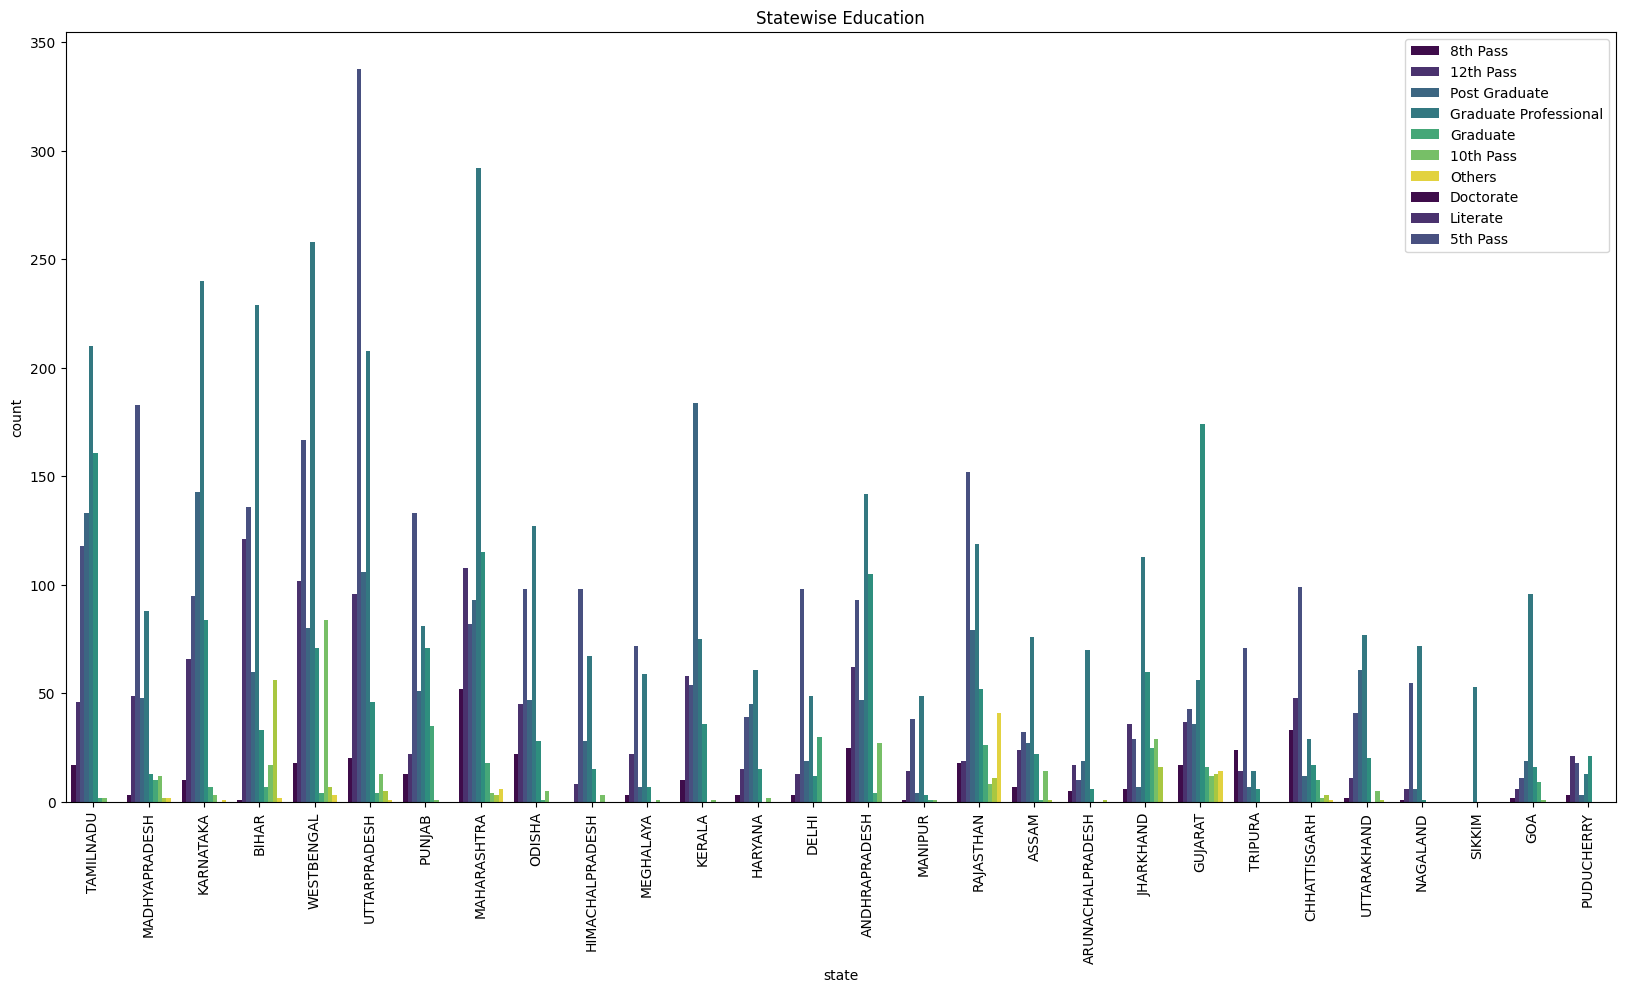 Statewise Education
350
300
250
200
150
100
50
0
count
8th Pass
12th Pass
Post Graduate
Graduate Professional
Graduate
10th Pass
Others
Doctorate
Literate
5th Pass
TAMILNADU
MADHYAPRADESH
KARNATAKA
BIHAR
WESTBENGAL
UTTARPRADESH
PUNJAB
MAHARASHTRA
ODISHA
HIMACHALPRADESH
MEGHALAYA
KERALA
HARYANA
DELHI
ANDHRAPRADESH
MANIPUR
RAJASTHAN
ASSAM
ARUNACHALPRADESH
JHARKHAND
GUJARAT
TRIPURA
CHHATTISGARH
UTTARAKHAND
NAGALAND
SIKKIM
GOA
PUDUCHERRY
state